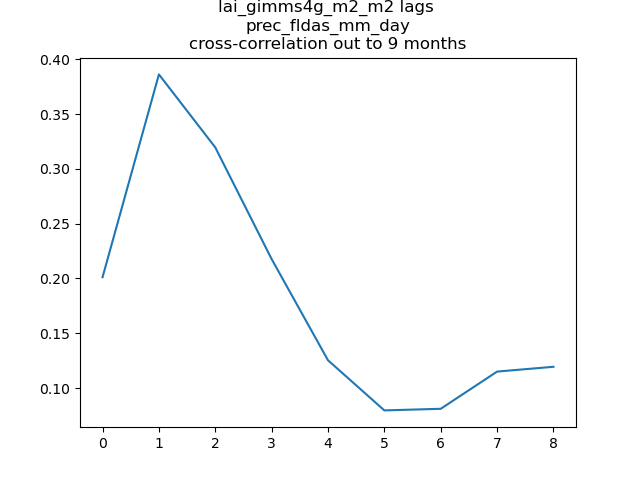 lai_gimms4g_m2_m2 lags
prec_fldas_mm_day
cross-correlation out to 9 months
0.40
0.35
0.30
0.25
0.20
0.15
0.10
0 1 2 3 4 5 6 7 8